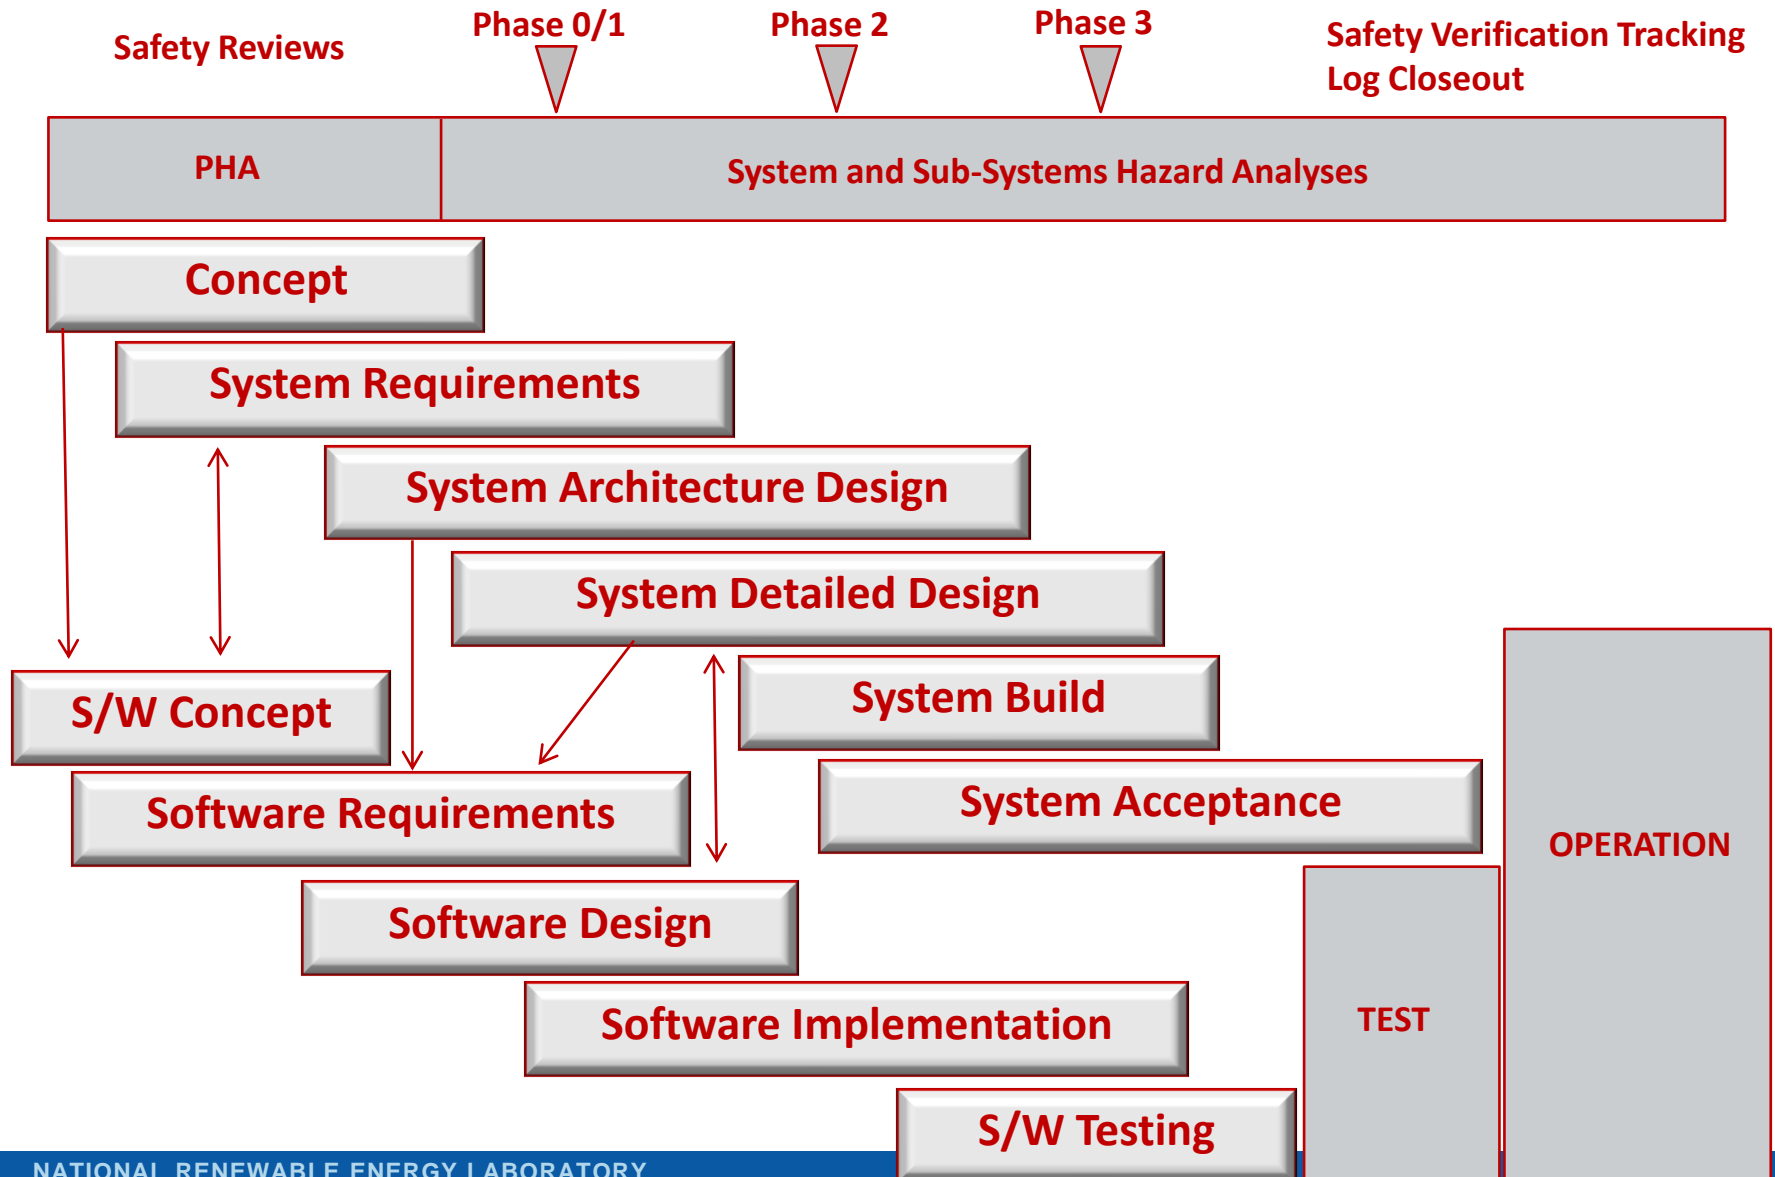 Safety Reviews
Phase 0/1
Phase 2
Phase 3
Safety Verification Tracking
Log Closeout
PHA
System and Sub-Systems Hazard Analyses
Concept
System Requirements
System Architecture Design
System Detailed Design
S/W Concept
System Build
Software Requirements
System Acceptance
OPERATION
Software Design
Software Implementation
TEST
S/W Testing
NATIONAL RENEWABLE ENERGY LABORATORY